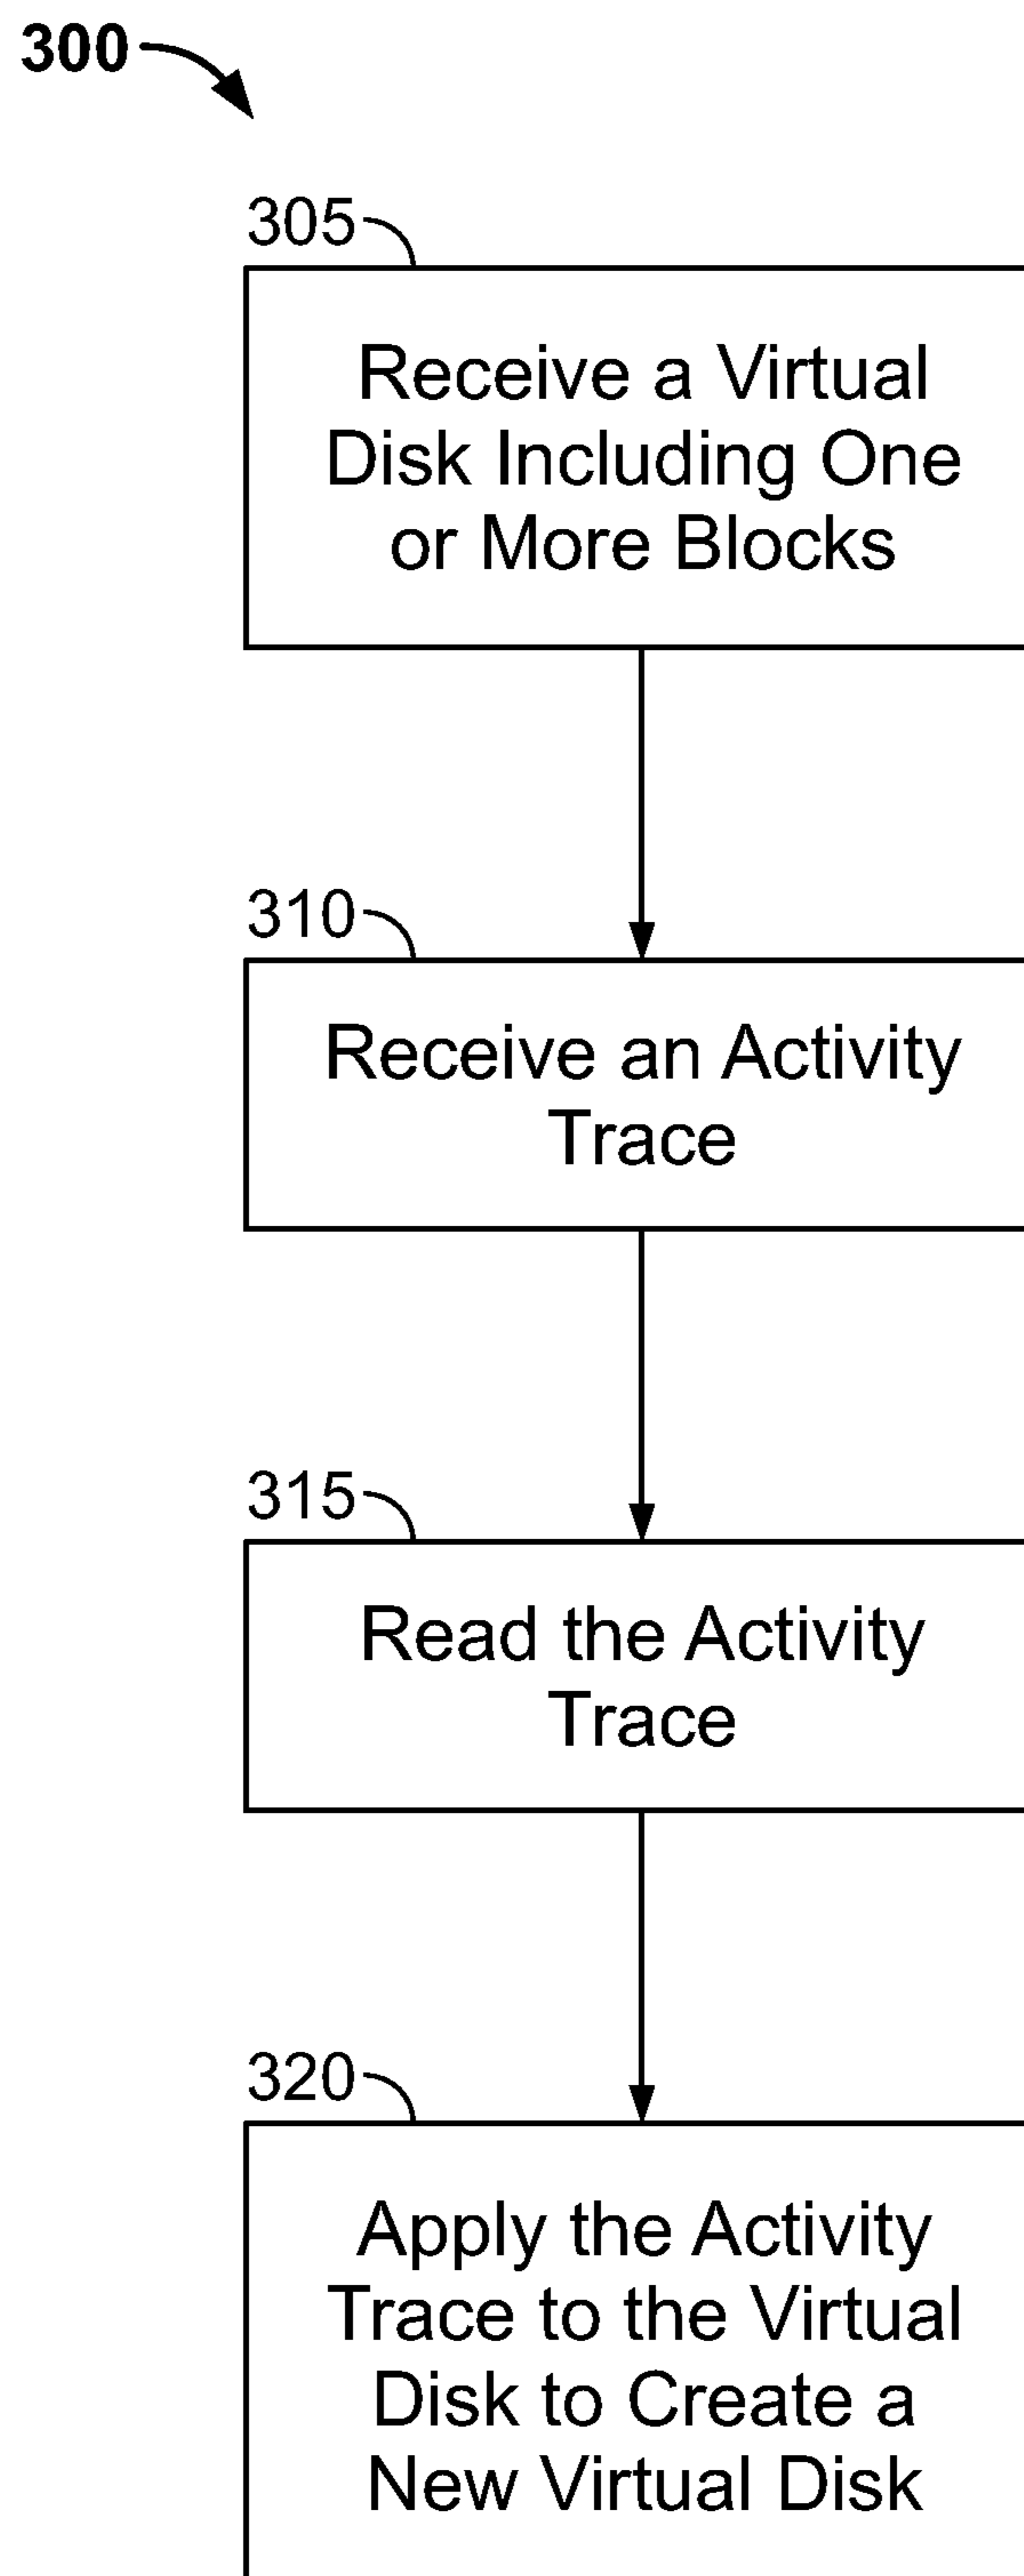 300
305
Receive a Virtual
Disk Including One
or More Blocks
310
Receive an Activity
Trace
315
Read the Activity
Trace
320
Apply the Activity
Trace to the Virtual
Disk to Create a
New Virtual Disk